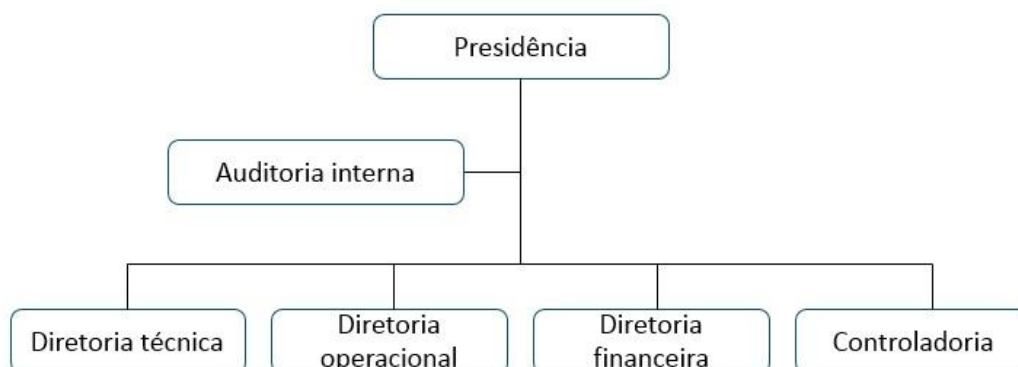 Presidência
Auditoria interna
Diretoria técnica
Diretoria
operacional
Diretoria
financeira
Controladoria